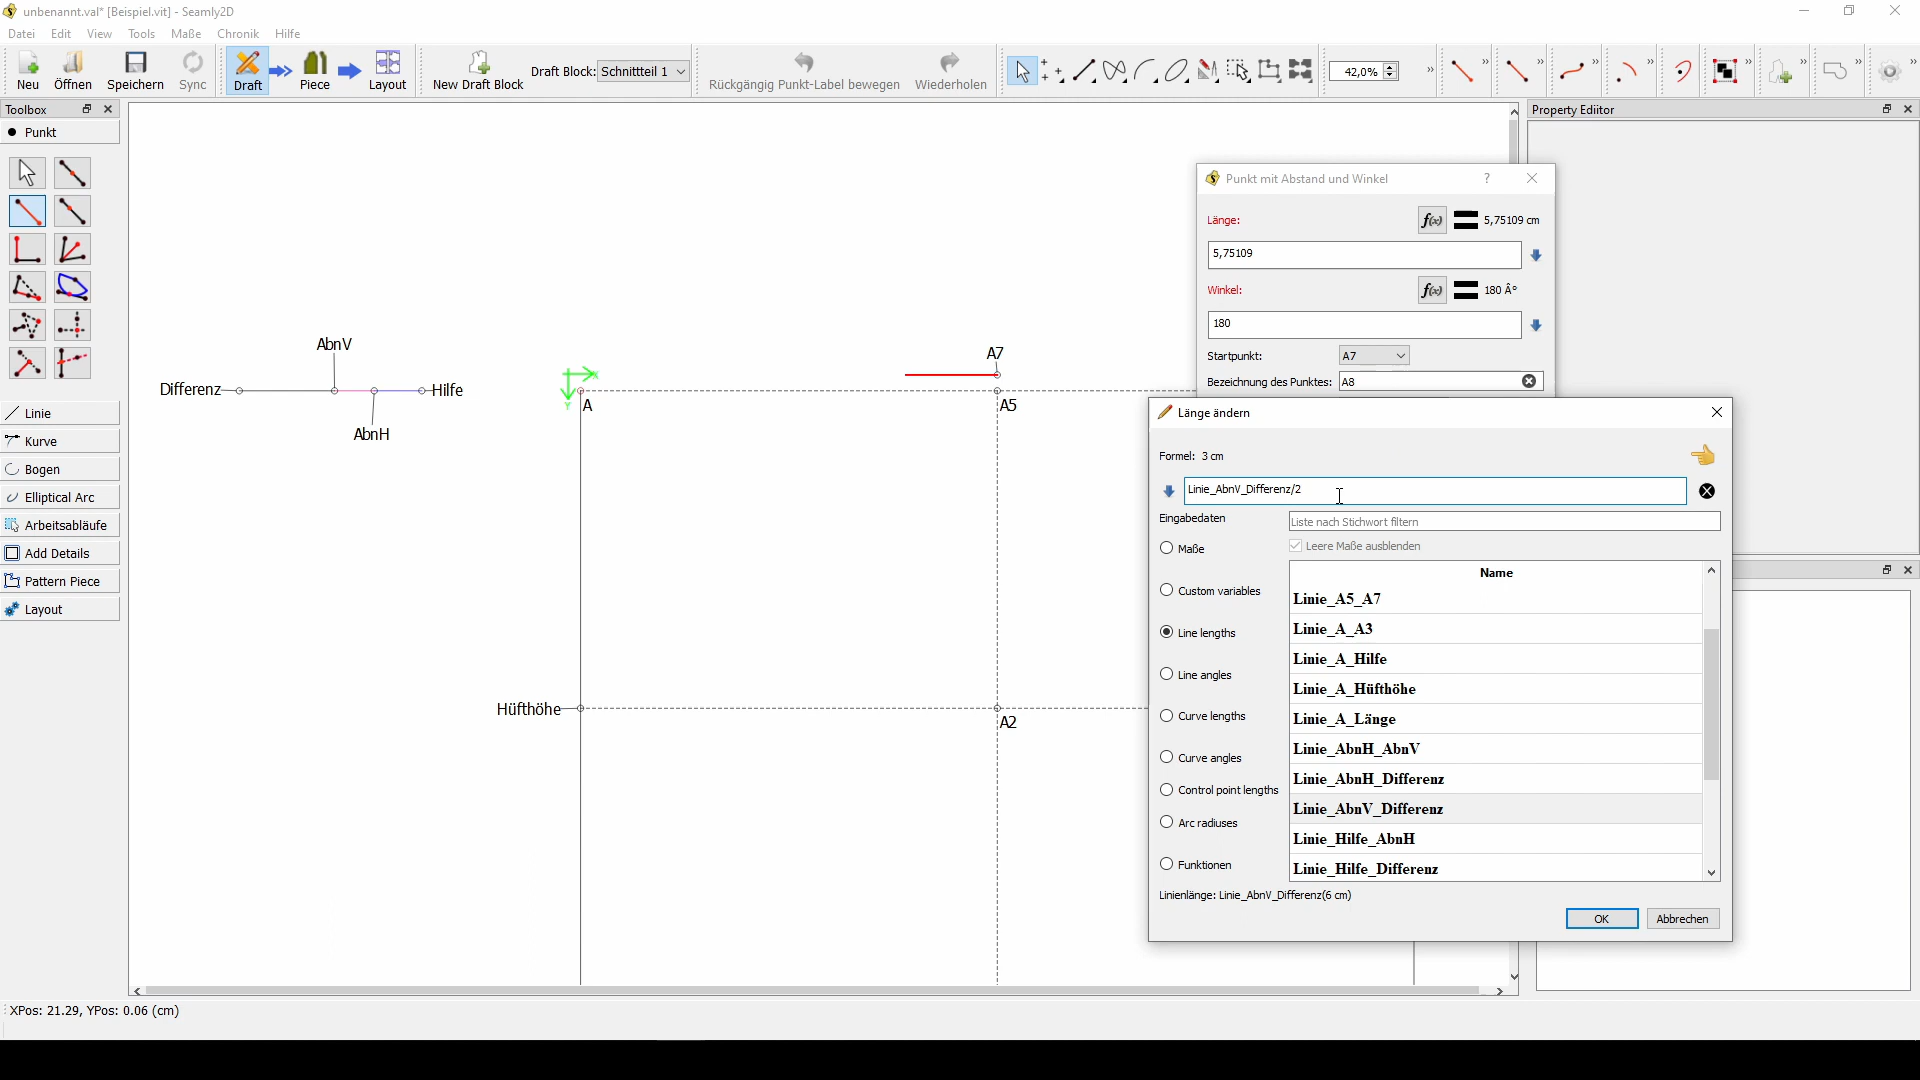 unbenannt.val* [Beispiel.vit] - Seamly2D
Datei Edit View Tools Maße Chronik Hilfe
Neu Öffnen Speichern Sync Draft Piece Layout New Draft Block Draft Block: Schnittteil 1 Rückgängig Punkt-Label bewegen Wiederholen 42,0%
Toolbox
Punkt
Linie
Kurve
Bogen
Elliptical Arc
Arbeitsabläufe
Add Details
Pattern Piece
Layout
Differenz
AbnV
AbnH
Hilfe
X
Y
A
A7
A5
Hüfthöhe
A2
Property Ediitor
Punkt mit Abstand und Winkel ?
Länge: f(x) 5,75109 cm
5,75109
Winkel: f(x) 180 Â°
180
Startpunkt: A7
Bezeichnung des Punktes: A8
Länge ändern
Formel: 3 cm
Linie_AbnV_Differenz/2
Eingabedaten
Liste nach Stichwort filtern
Leere Maße ausblenden
Maße
Custom variables
Line lengths
Line angles
Curve lengths
Curve angles
Control point lengths
Arc radiuses
Funktionen
Name
Linie_A5_A7
Linie_A_A3
Linie_A_Hilfe
Linie_A_Hüfthöhe
Linie_A_Länge
Linie_AbnH_AbnV
Linie_AbnH_Differenz
Linie_AbnV_Differenz
Linie_Hilfe_AbnH
Linie_Hilfe_Differenz
Linienlänge: Linie_AbnV_Differenz(6 cm)
OK Abbrechen
XPos: 21.29, YPos: 0.06 (cm)